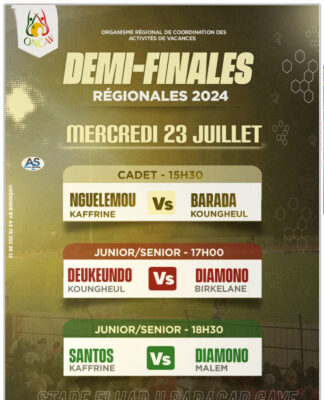 ONCAV
ORGANISME RÉGIONAL DE COORDINATION DES
ACTIVITÉS DE VACANCES
DEMI-FINALES
RÉGIONALES 2024
MERCREDI 23 JUILLET
AS
CADET - 15H30
NGUELEMOU Vs BARADA
KAFFRINE KOUNGHEUL
JUNIOR/SENIOR - 17H00
DEUKEUNDO Vs DIAMONO
KOUNGHEUL BIRKELANE
JUNIOR/SENIOR - 18H30
SANTOS Vs DIAMONO
KAFFRINE MALEM